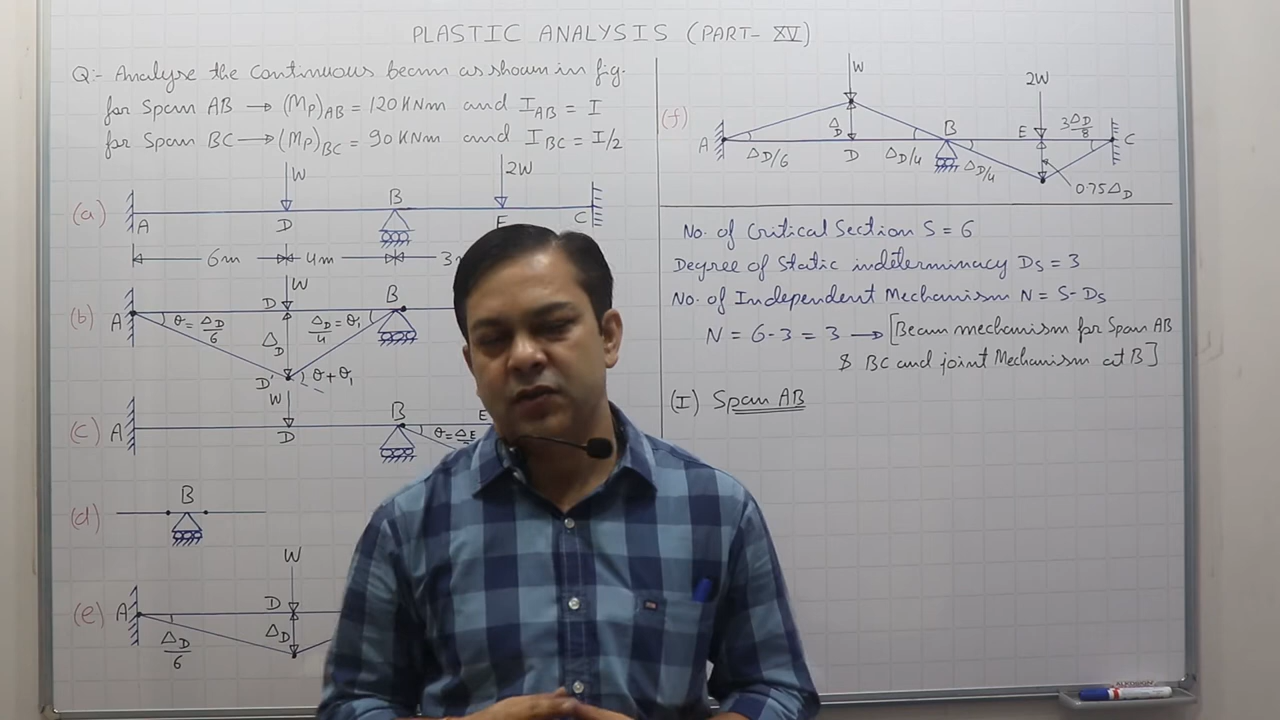 PLASTIC ANALYSIS (PART- XV)
Q:- Analyse the Continuous beam as shown in fig.
for Span AB → (Mp)AB = 120 KNm and IAB = I
for Span BC → (Mp)BC = 90 KNm and IBC = I/2
(a)
W
2W
A
D
B
E
C
6m
4m
3
(b)
W
D
B
A
θ = ΔD/6
ΔD/4 = θ1
ΔD
D'
θ + θ1
(c)
W
A
D
B
E
θ = ΔE
(d)
B
(e)
W
A
D
ΔD/6
ΔD
(f)
W
2W
A
ΔD/6
ΔD
D
ΔD/4
B
ΔD/4
E
3ΔD/8
C
0.75ΔD
No. of Critical Section S = 6
Degree of Static indeterminacy Ds = 3
No. of Independent Mechanism N = S - Ds
N = 6 - 3 = 3 → [Beam mechanism for Span AB
& BC and joint Mechanism at B]
(I) Span AB